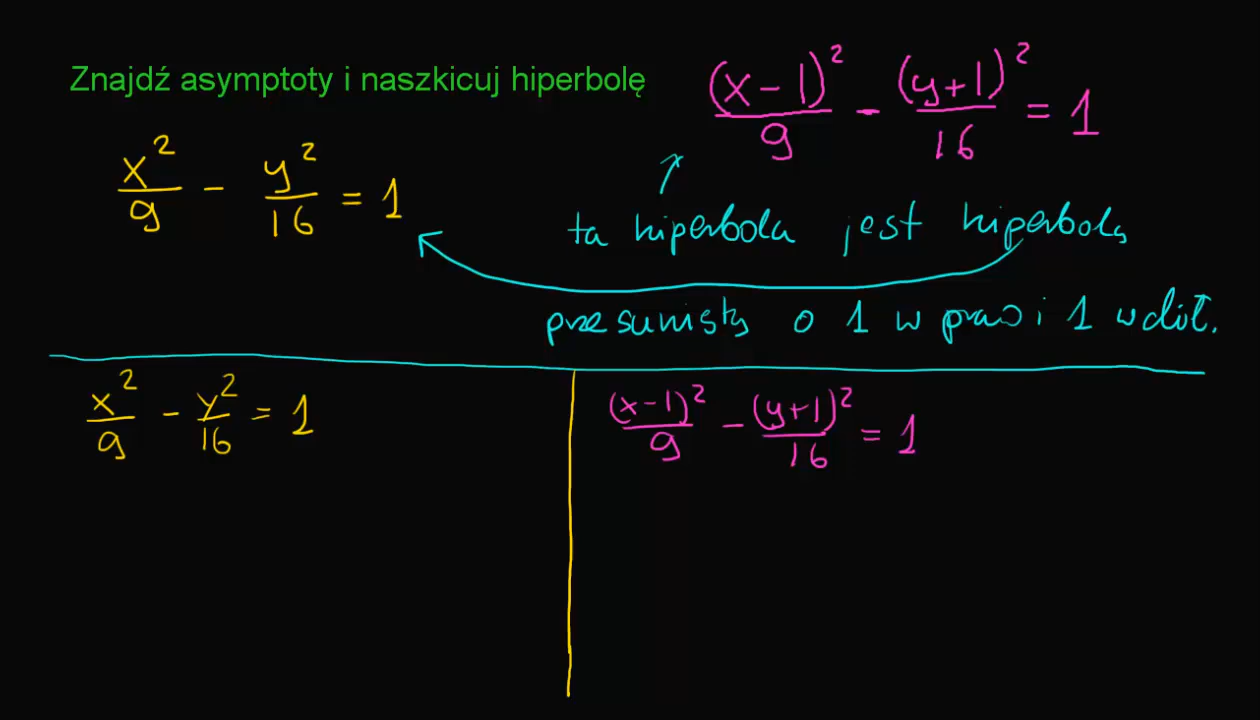 Znajdź asymptoty i naszkicuj hiperbolę
(x-1)²/9 - (y+1)²/16 = 1
x²/9 - y²/16 = 1
ta hiperbola jest hiperbolą
przesuniętą o 1 w prawo i 1 w dół.
x²/9 - y²/16 = 1
(x-1)²/9 - (y+1)²/16 = 1